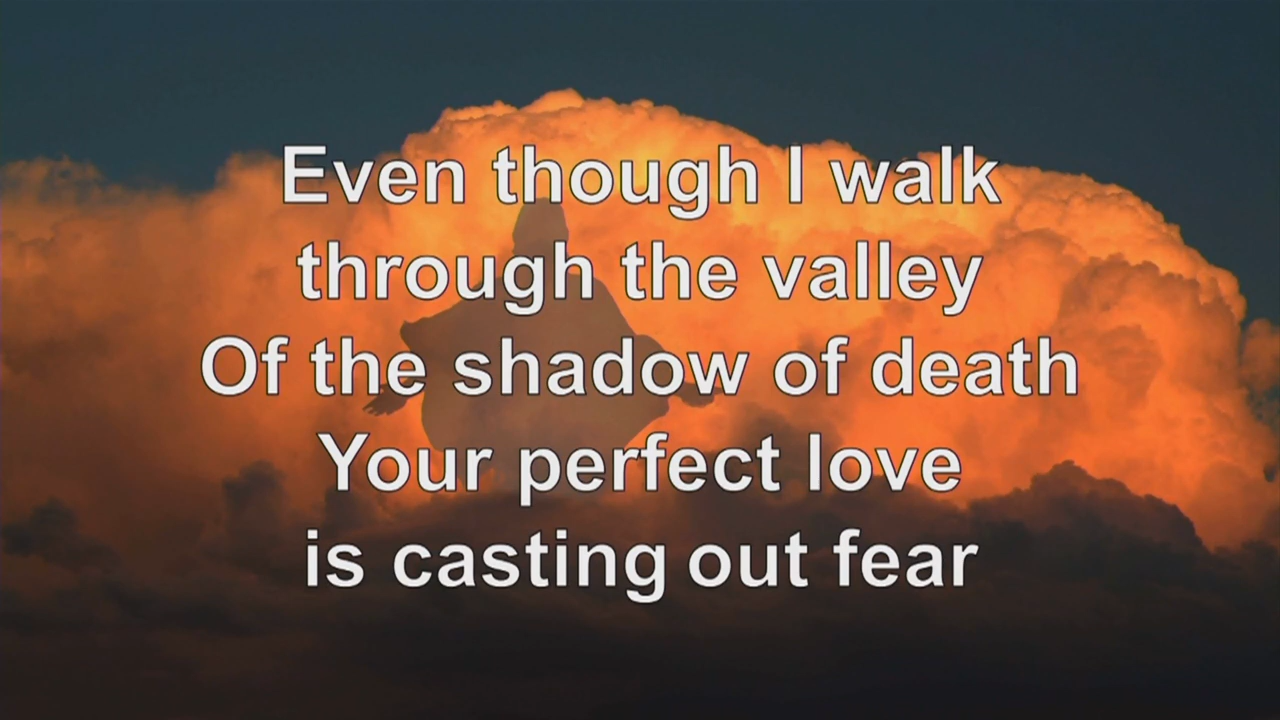 Even though I walk
through the valley
Of the shadow of death
Your perfect love
is casting out fear